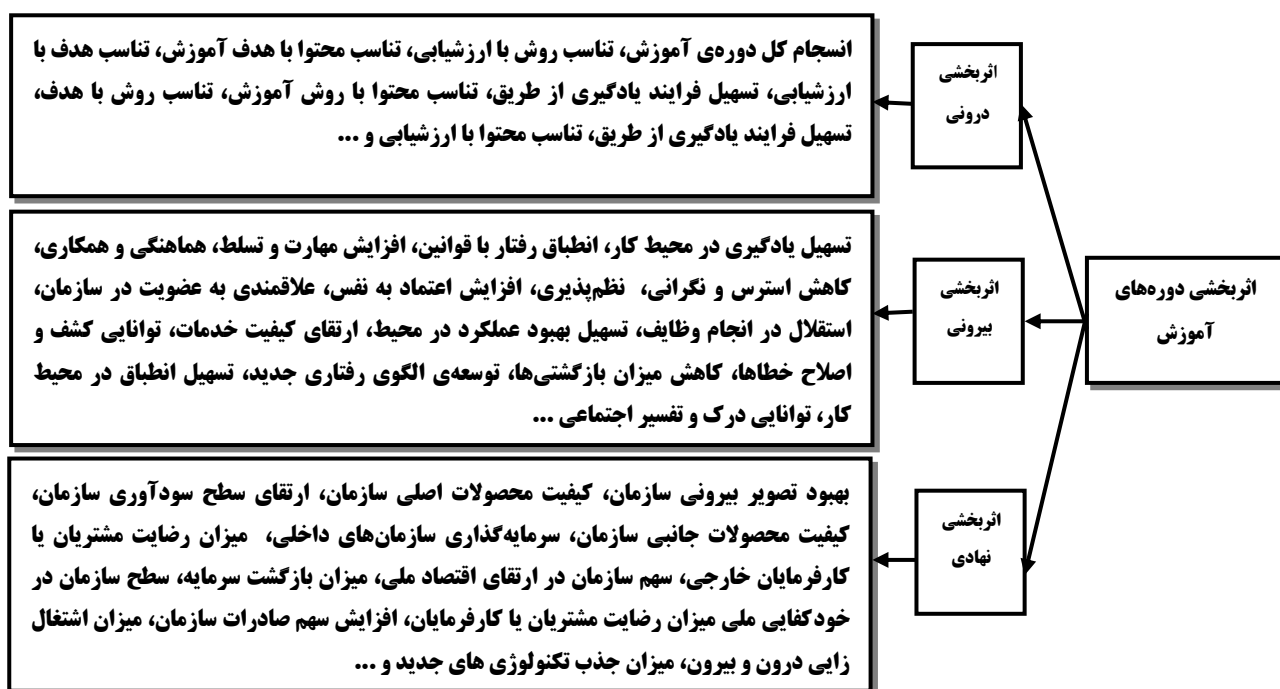 اثربخشی دوره‌های
آموزش
اثربخشی
درونی
انسجام کل دوره‌ی آموزش، تناسب روش با ارزشیابی، تناسب محتوا با هدف آموزش، تناسب هدف با
ارزشیابی، تسهیل فرایند یادگیری از طریق، تناسب محتوا با روش آموزش، تناسب روش با هدف،
تسهیل فرایند یادگیری از طریق، تناسب محتوا با ارزشیابی و ...
اثربخشی
بیرونی
تسهیل یادگیری در محیط کار، انطباق رفتار با قوانین، افزایش مهارت و تسلط، هماهنگی و همکاری،
کاهش استرس و نگرانی، نظم‌پذیری، افزایش اعتماد به نفس، علاقمندی به عضویت در سازمان،
استقلال در انجام وظایف، تسهیل بهبود عملکرد در محیط، ارتقای کیفیت خدمات، توانایی کشف و
اصلاح خطاها، کاهش میزان بازگشتی‌ها، توسعه‌ی الگوی رفتاری جدید، تسهیل انطباق در محیط
کار، توانایی درک و تفسیر اجتماعی ...
اثربخشی
نهادی
بهبود تصویر بیرونی سازمان، کیفیت محصولات اصلی سازمان، ارتقای سطح سودآوری سازمان،
کیفیت محصولات جانبی سازمان، سرمایه‌گذاری سازمان‌های داخلی، میزان رضایت مشتریان یا
کارفرمایان خارجی، سهم سازمان در ارتقای اقتصاد ملی، میزان بازگشت سرمایه، سطح سازمان در
خودکفایی ملی میزان رضایت مشتریان یا کارفرمایان، افزایش سهم صادرات سازمان، میزان اشتغال
زایی درون و بیرون، میزان جذب تکنولوژی های جدید و ...